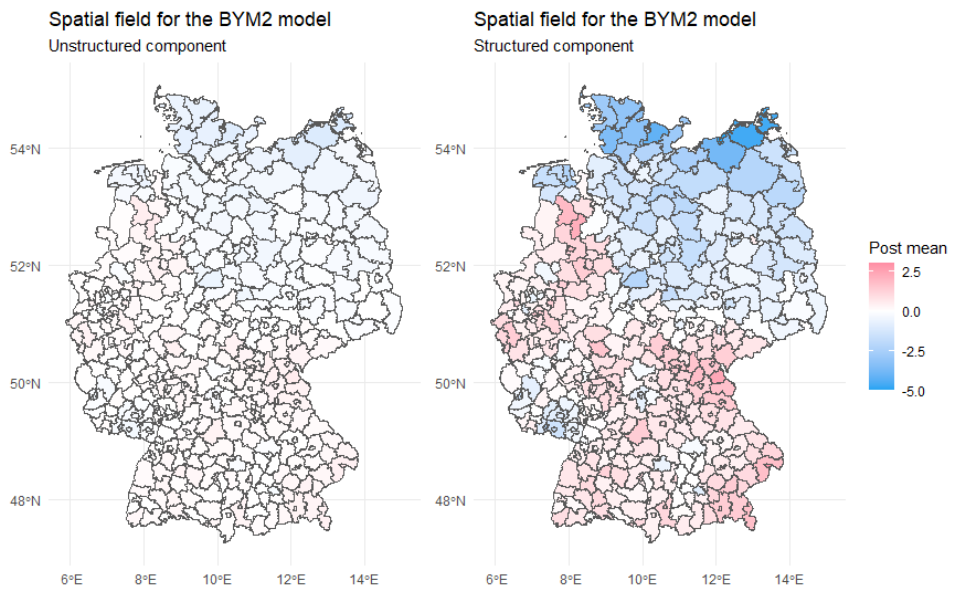 Spatial field for the BYM2 model
Unstructured component
54°N
52°N
50°N
48°N
6°E 8°E 10°E 12°E 14°E
Spatial field for the BYM2 model
Structured component
54°N
52°N
50°N
48°N
6°E 8°E 10°E 12°E 14°E
Post mean
2.5
0.0
-2.5
-5.0